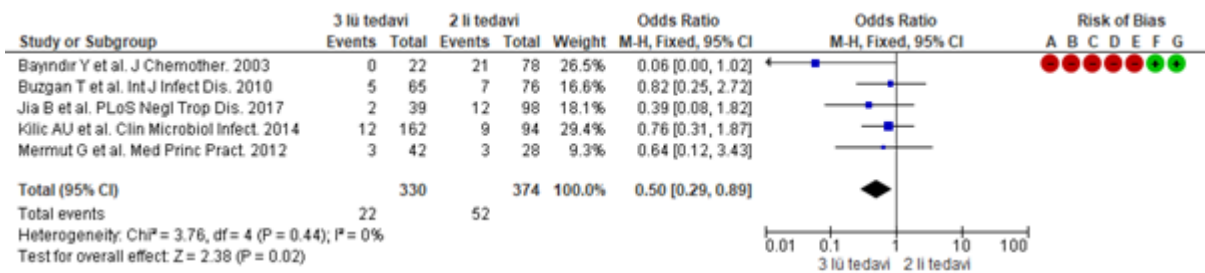 3 lü tedavi 2 li tedavi Odds Ratio Odds Ratio Risk of Bias
Study or Subgroup Events Total Events Total Weight M-H, Fixed, 95% CI M-H, Fixed, 95% CI A B C D E F G
Bayındır Y et al. J Chemother. 2003 0 22 21 78 26.5% 0.06 [0.00, 1.02]
Buzgan T et al. Int J Infect Dis. 2010 5 65 7 76 16.6% 0.82 [0.25, 2.72]
Jia B et al. PLoS Negl Trop Dis. 2017 2 39 12 98 18.1% 0.39 [0.08, 1.82]
Kilic AU et al. Clin Microbiol Infect. 2014 12 162 9 94 29.4% 0.76 [0.31, 1.87]
Mermut G et al. Med Princ Pract. 2012 3 42 3 28 9.3% 0.64 [0.12, 3.43]
Total (95% CI) 330 374 100.0% 0.50 [0.29, 0.89]
Total events 22 52
Heterogeneity: Chi² = 3.76, df = 4 (P = 0.44); I² = 0%
Test for overall effect: Z = 2.38 (P = 0.02)
0.01 0.1 1 10 100
3 lü tedavi 2 li tedavi